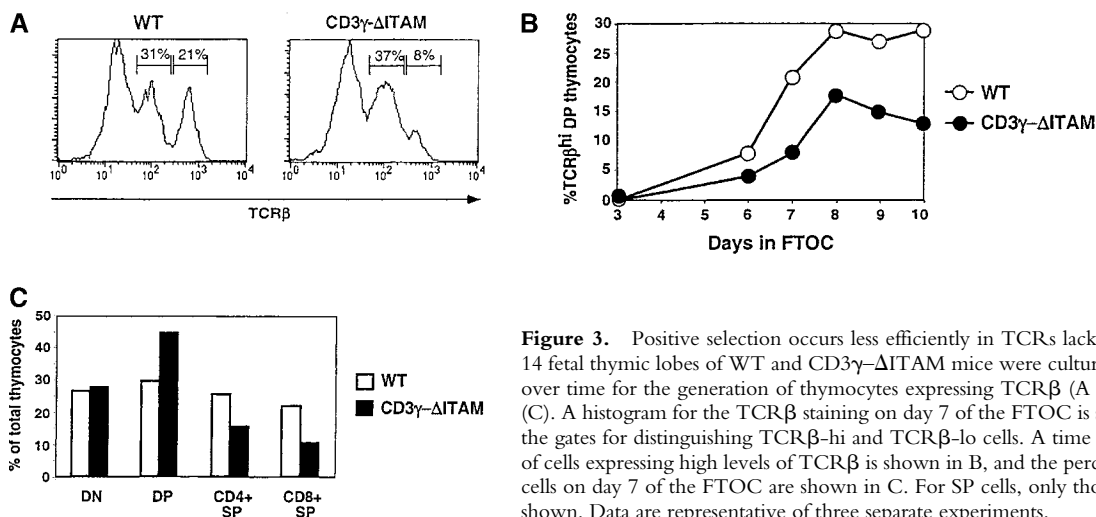 A
WT
CD3γ-ΔITAM
31% 21%
37% 8%
10⁰ 10¹ 10² 10³ 10⁴
10⁰ 10¹ 10² 10³ 10⁴
TCRβ
B
%TCRβʰⁱ DP thymocytes
30
25
20
15
10
5
0
3 4 5 6 7 8 9 10
Days in FTOC
WT
CD3γ-ΔITAM
C
% of total thymocytes
50
40
30
20
10
0
DN DP CD4+ SP CD8+ SP
WT
CD3γ-ΔITAM
Figure 3. Positive selection occurs less efficiently in TCRs lack
14 fetal thymic lobes of WT and CD3γ–ΔITAM mice were cultur
over time for the generation of thymocytes expressing TCRβ (A
(C). A histogram for the TCRβ staining on day 7 of the FTOC is
the gates for distinguishing TCRβ-hi and TCRβ-lo cells. A time
of cells expressing high levels of TCRβ is shown in B, and the perc
cells on day 7 of the FTOC are shown in C. For SP cells, only tho
shown. Data are representative of three separate experiments.